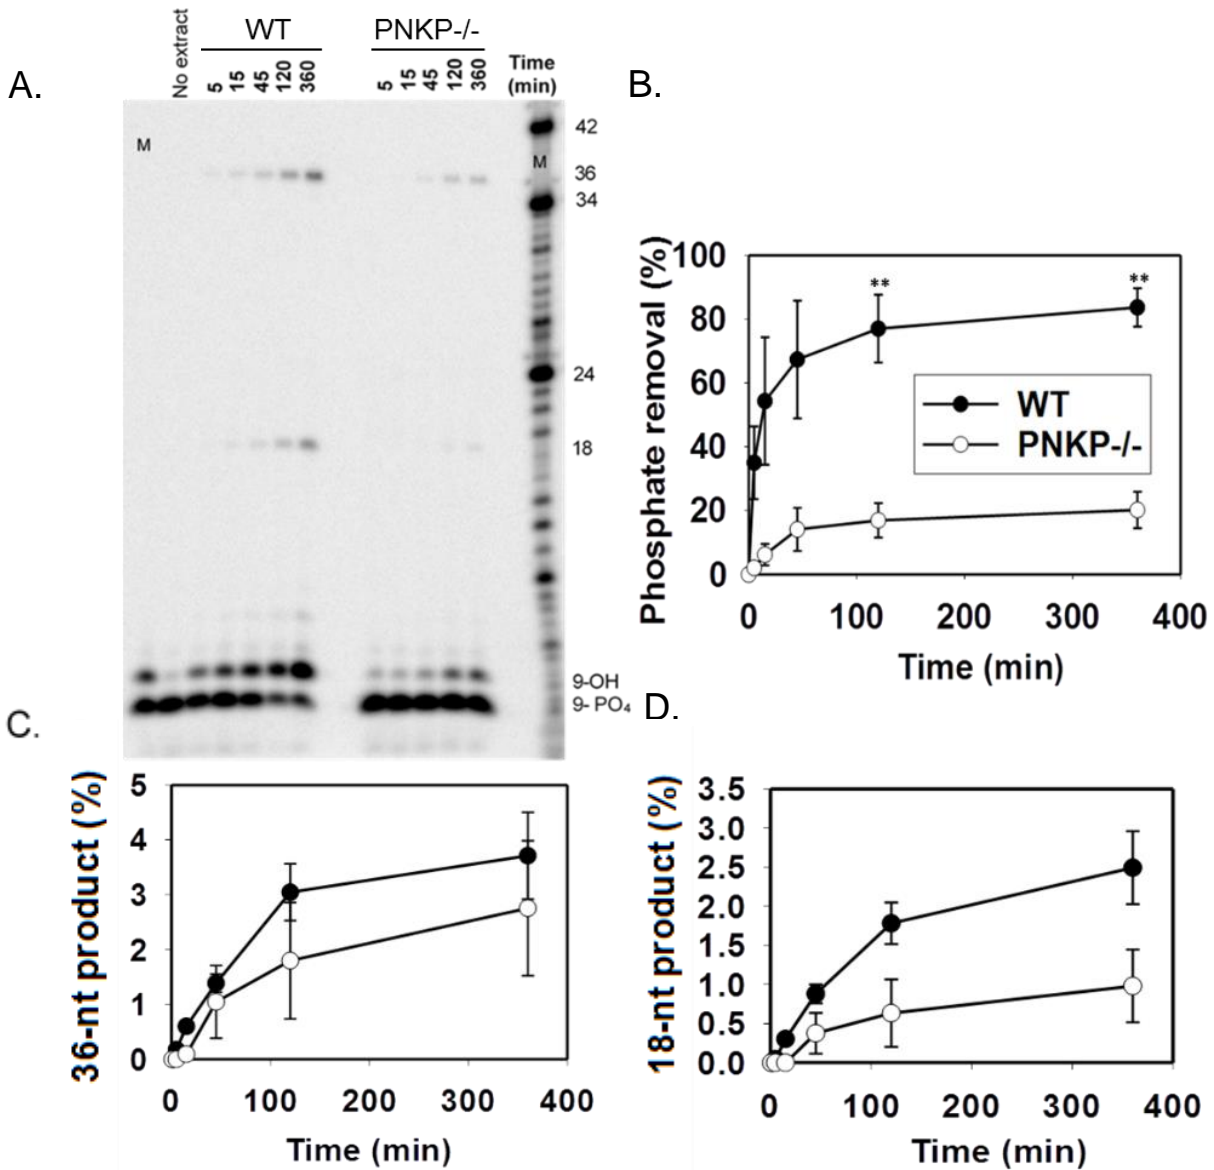 A.
No extract
WT
5
15
45
120
360
PNKP-/-
5
15
45
120
360
Time
(min)
M
M
42
36
34
24
18
9-OH
9- PO₄
B.
Phosphate removal (%)
100
80
60
40
20
0
**
**
WT
PNKP-/-
0
100
200
300
400
Time (min)
C.
36-nt product (%)
5
4
3
2
1
0
0
100
200
300
400
Time (min)
D.
18-nt product (%)
3.5
3.0
2.5
2.0
1.5
1.0
0.5
0.0
0
100
200
300
400
Time (min)